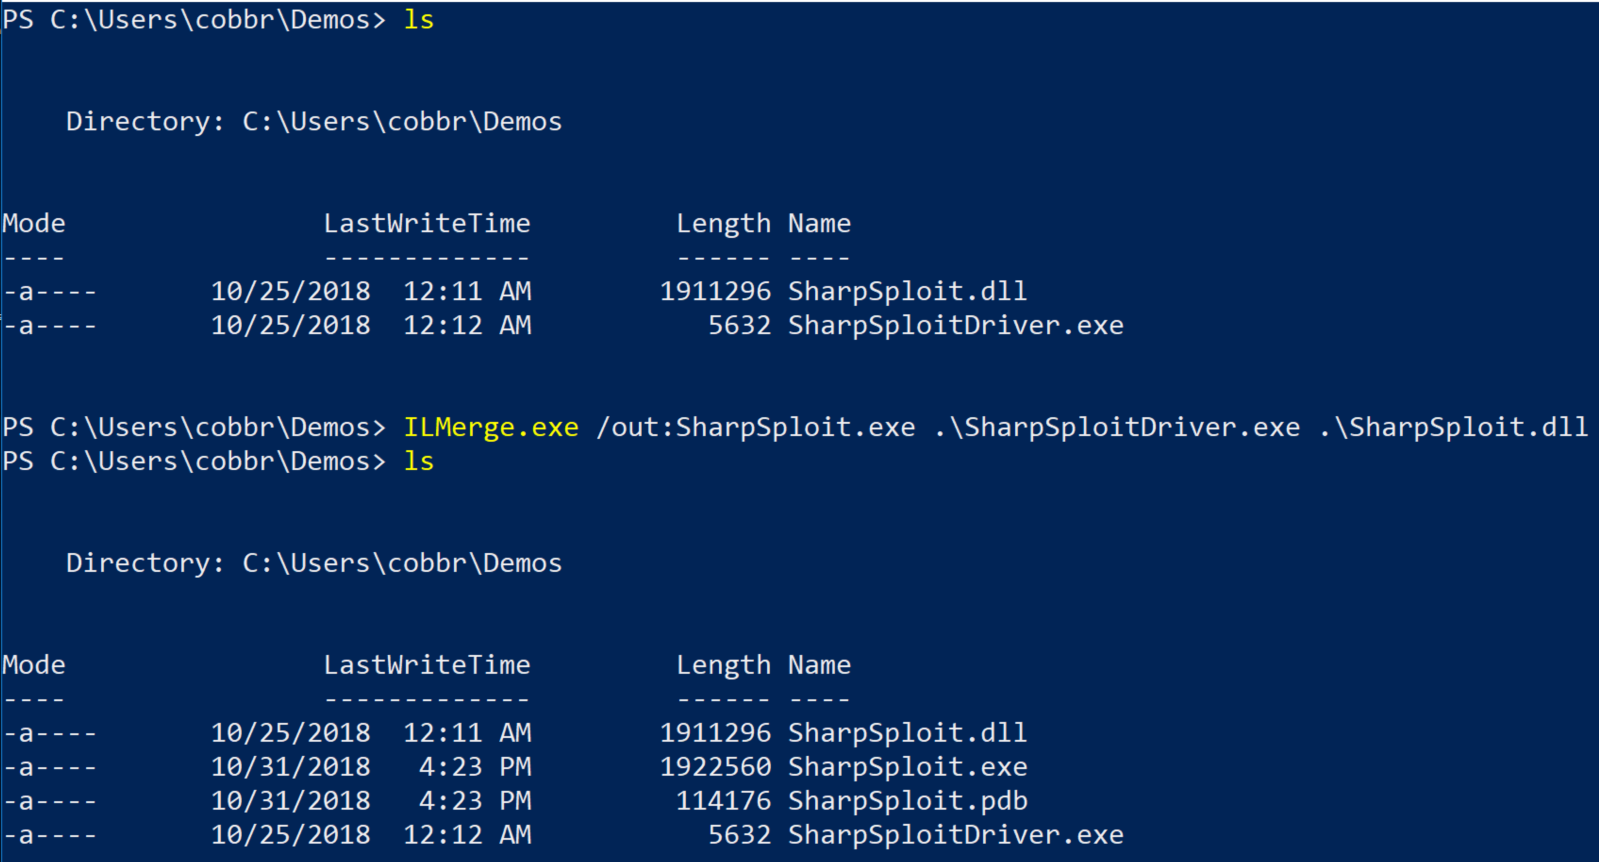 PS C:\Users\cobbr\Demos> ls
Directory: C:\Users\cobbr\Demos
Mode LastWriteTime Length Name
---- ------------- ------ ----
-a---- 10/25/2018 12:11 AM 1911296 SharpSploit.dll
-a---- 10/25/2018 12:12 AM 5632 SharpSploitDriver.exe
PS C:\Users\cobbr\Demos> ILMerge.exe /out:SharpSploit.exe .\SharpSploitDriver.exe .\SharpSploit.dll
PS C:\Users\cobbr\Demos> ls
Directory: C:\Users\cobbr\Demos
Mode LastWriteTime Length Name
---- ------------- ------ ----
-a---- 10/25/2018 12:11 AM 1911296 SharpSploit.dll
-a---- 10/31/2018 4:23 PM 1922560 SharpSploit.exe
-a---- 10/31/2018 4:23 PM 114176 SharpSploit.pdb
-a---- 10/25/2018 12:12 AM 5632 SharpSploitDriver.exe